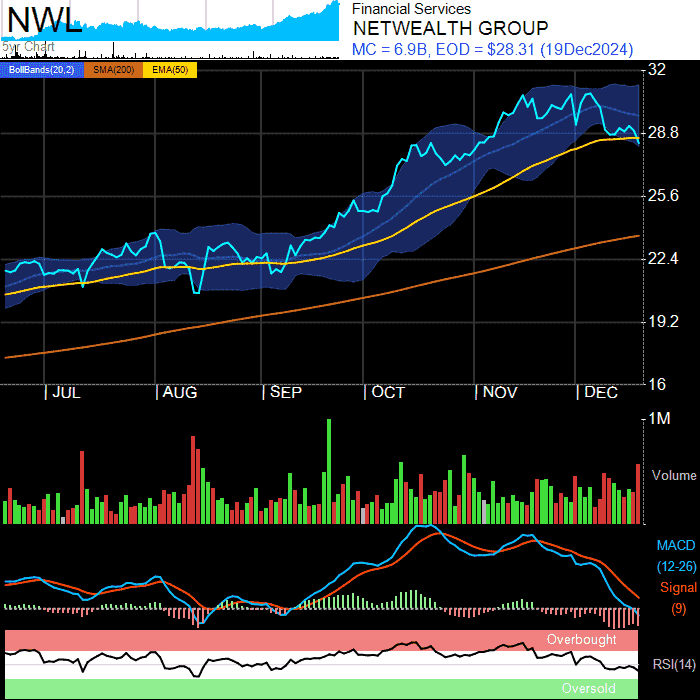 NWL
5yr Chart
Financial Services
NETWEALTH GROUP
MC = 6.9B, EOD = $28.31 (19Dec2024)
BollBands(20,2) SMA(200) EMA(50)
32
28.8
25.6
22.4
19.2
16
JUL AUG SEP OCT NOV DEC
1M
Volume
MACD
(12-26)
Signal
(9)
Overbought
RSI(14)
Oversold